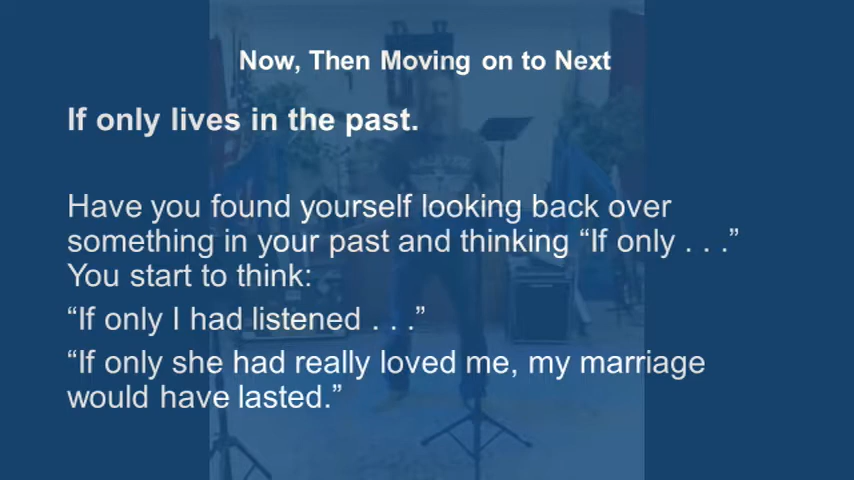 Now, Then Moving on to Next
If only lives in the past.
Have you found yourself looking back over
something in your past and thinking “If only . . .”
You start to think:
“If only I had listened . . .”
“If only she had really loved me, my marriage
would have lasted.”